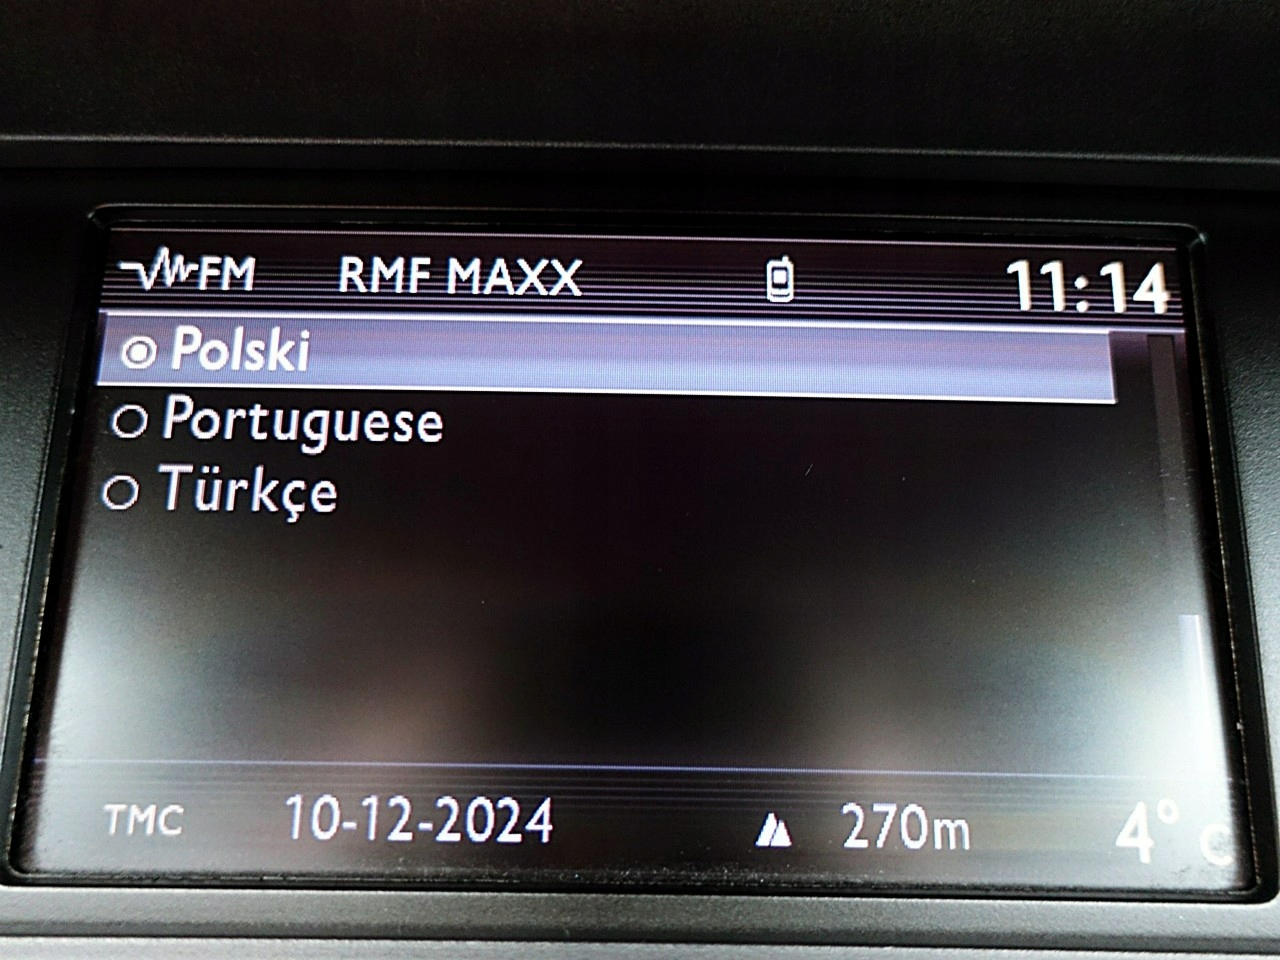 FM RMF MAXX 11:14
Polski
Portuguese
Türkçe
TMC 10-12-2024 270m 4° C